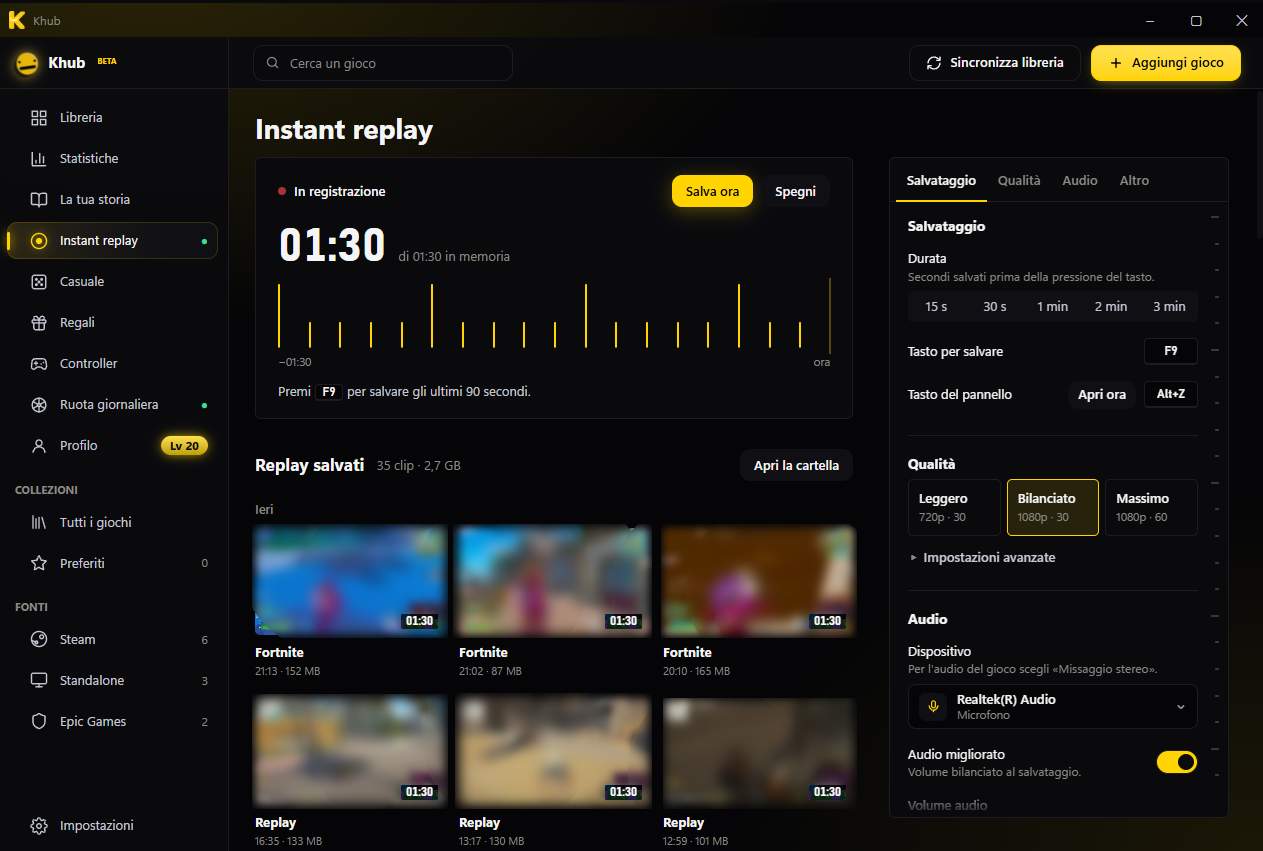 Khub
Khub BETA
Cerca un gioco
Sincronizza libreria
Aggiungi gioco
Libreria
Statistiche
La tua storia
Instant replay
Casuale
Regali
Controller
Ruota giornaliera
Profilo Lv 20
COLLEZIONI
Tutti i giochi
Preferiti 0
FONTI
Steam 6
Standalone 3
Epic Games 2
Impostazioni
Instant replay
In registrazione
Salva ora
Spegni
01:30 di 01:30 in memoria
−01:30 ora
Premi F9 per salvare gli ultimi 90 secondi.
Replay salvati 35 clip · 2,7 GB
Apri la cartella
Ieri
01:30 01:30 01:30
Fortnite Fortnite Fortnite
21:13 · 152 MB 21:02 · 87 MB 20:10 · 165 MB
01:30 01:30 01:30
Replay Replay Replay
16:35 · 133 MB 13:17 · 130 MB 12:59 · 101 MB
Salvataggio Qualità Audio Altro
Salvataggio
Durata
Secondi salvati prima della pressione del tasto.
15 s 30 s 1 min 2 min 3 min
Tasto per salvare F9
Tasto del pannello Apri ora Alt+Z
Qualità
Leggero Bilanciato Massimo
720p · 30 1080p · 30 1080p · 60
Impostazioni avanzate
Audio
Dispositivo
Per l'audio del gioco scegli «Missaggio stereo».
Realtek(R) Audio
Microfono
Audio migliorato
Volume bilanciato al salvataggio.
Volume audio